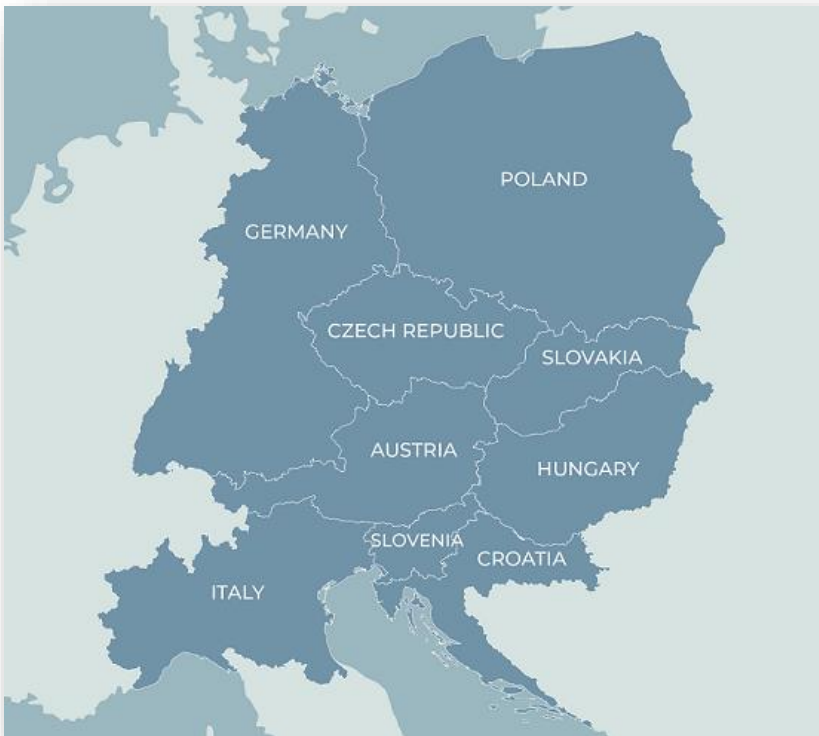 POLAND
GERMANY
CZECH REPUBLIC
SLOVAKIA
AUSTRIA
HUNGARY
SLOVENIA
CROATIA
ITALY